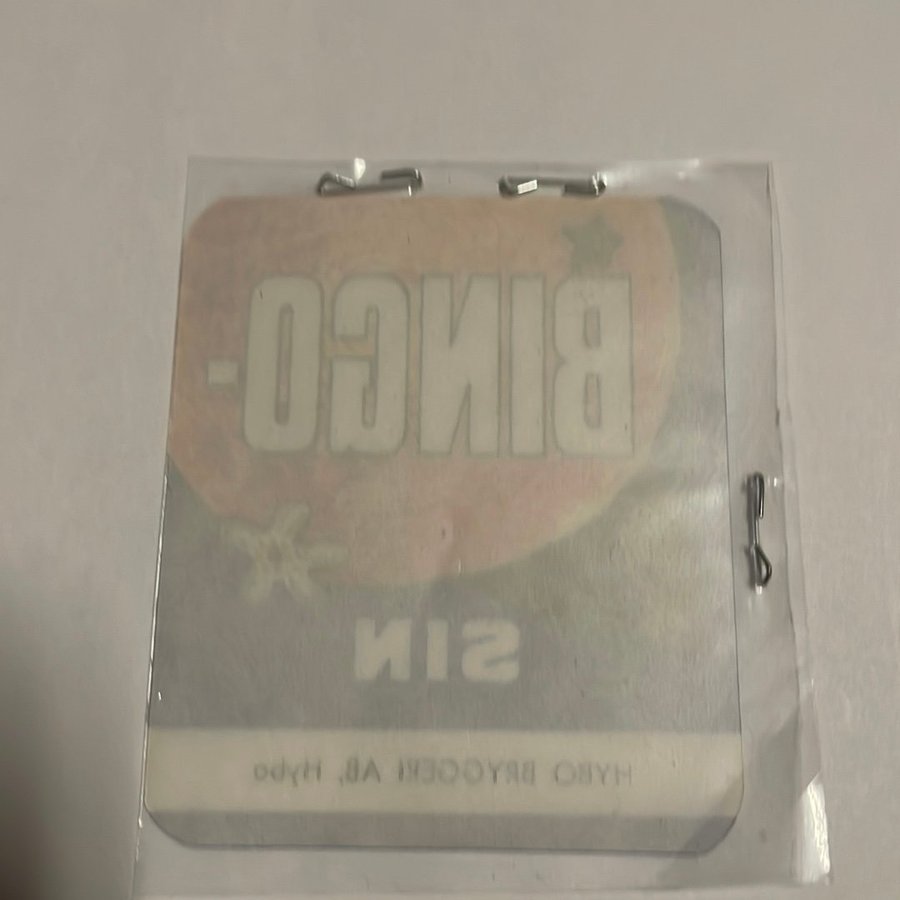 BINGO-
SIN
HYBO BRYGGERI AB, Hybo